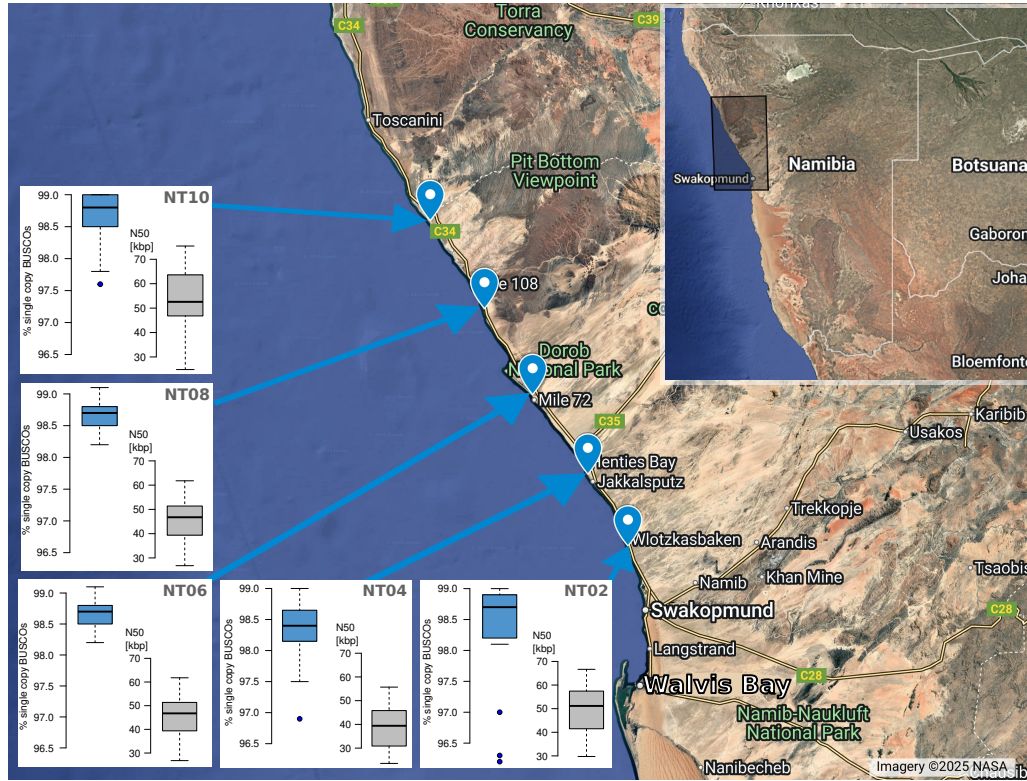 Torra
Conservancy
C34
C39
Khorixas
Toscanini
Pit Bottom
Viewpoint
Namibia
Botsuana
Swakopmund
Gaboron
Joha
Bloemfonte
C34
e 108
Dorob
National Park
Mile 72
C35
Henties Bay
Jakkalsputz
Wlotzkasbaken
Karibib
Usakos
Trekkopje
Arandis
Khan Mine
Namib
Tsaobis
Swakopmund
C28
Langstrand
C28
Walvis Bay
Namib-Naukluft
National Park
Nanibecheb
Imagery ©2025 NASA
NT10
% single copy BUSCOs
99.0
98.5
98.0
97.5
97.0
96.5
N50
[kbp]
70
60
50
40
30
NT08
% single copy BUSCOs
99.0
98.5
98.0
97.5
97.0
96.5
N50
[kbp]
70
60
50
40
30
NT06
% single copy BUSCOs
99.0
98.5
98.0
97.5
97.0
96.5
N50
[kbp]
70
60
50
40
30
NT04
% single copy BUSCOs
99.0
98.5
98.0
97.5
97.0
96.5
N50
[kbp]
70
60
50
40
30
NT02
% single copy BUSCOs
99.0
98.5
98.0
97.5
97.0
96.5
N50
[kbp]
70
60
50
40
30